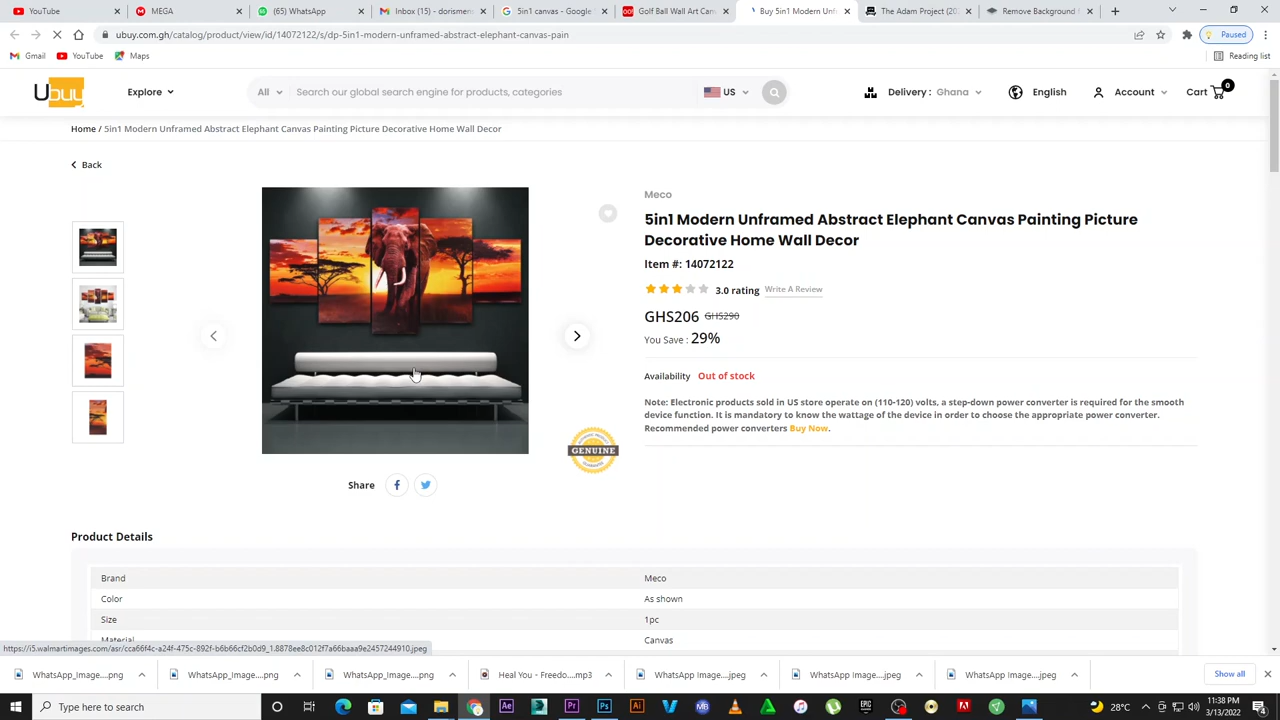 YouTube
MEGA
(65) WhatsApp
Inbox (15) - dorismen
5in1 canvas - Google
Golf Ball Wall Art Can
Buy 5in1 Modern Unf
The Adam Project (20
Remove Background
ubuy.com.gh/catalog/product/view/id/14072122/s/dp-5in1-modern-unframed-abstract-elephant-canvas-pain
Paused
Gmail
YouTube
Maps
Reading list
Ubuy
Explore
All
Search our global search engine for products, categories
US
Delivery : Ghana
English
Account
Cart
0
Home / 5in1 Modern Unframed Abstract Elephant Canvas Painting Picture Decorative Home Wall Decor
Back
Meco
5in1 Modern Unframed Abstract Elephant Canvas Painting Picture
Decorative Home Wall Decor
Item #: 14072122
3.0 rating
Write A Review
GHS206 GHS290
You Save : 29%
Availability Out of stock
Note: Electronic products sold in US store operate on (110-120) volts, a step-down power converter is required for the smooth
device function. It is mandatory to know the wattage of the device in order to choose the appropriate power converter.
Recommended power converters Buy Now.
GENUINE
Share
Product Details
Brand Meco
Color As shown
Size 1pc
Material Canvas
https://i5.walmartimages.com/asr/cca66f4c-a24f-475c-892f-b6b66cf2b0d9_1.8878ee8c012f7a66baaa9e2457244910.jpeg
WhatsApp_Image....png
WhatsApp_Image....png
WhatsApp_Image....png
Heal You - Freedo....mp3
WhatsApp Image....jpeg
WhatsApp Image....jpeg
WhatsApp Image....jpeg
Show all
Type here to search
28°C
11:38 PM
3/13/2022